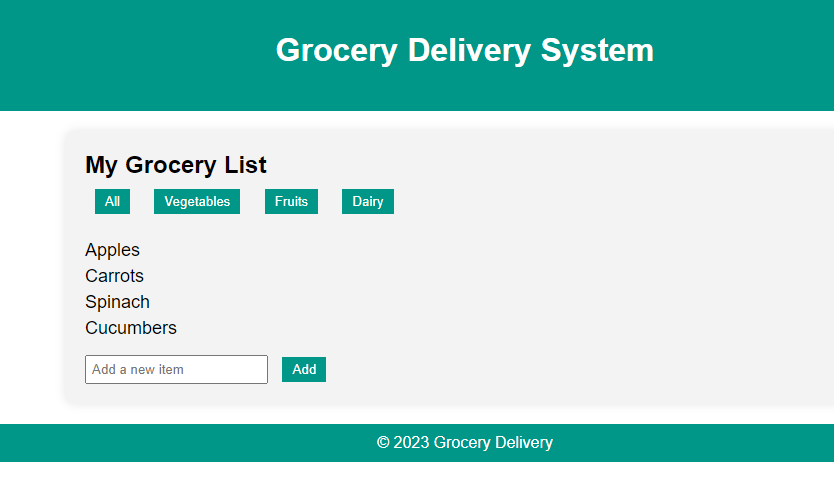 Grocery Delivery System
My Grocery List
All Vegetables Fruits Dairy
Apples
Carrots
Spinach
Cucumbers
Add a new item Add
© 2023 Grocery Delivery